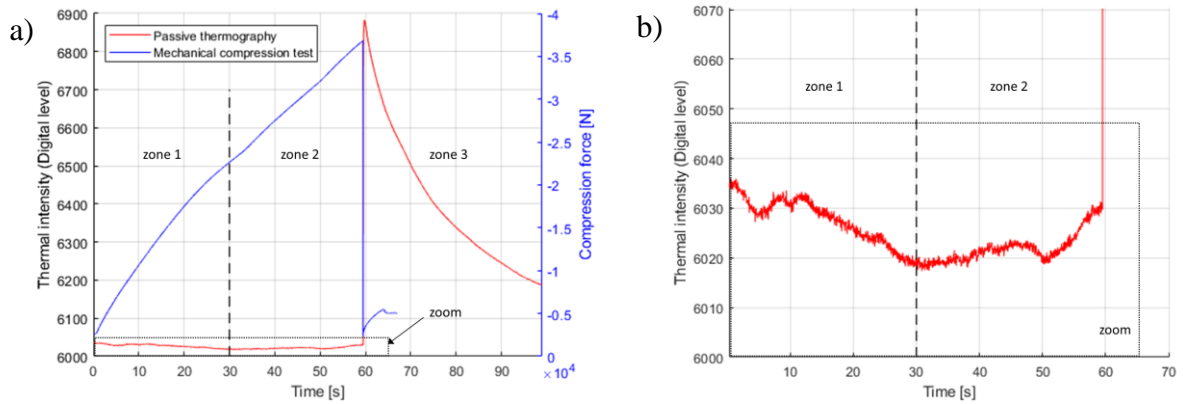 a)
Passive thermography
Mechanical compression test
Thermal intensity (Digital level)
6900
6800
6700
6600
6500
6400
6300
6200
6100
6000
zone 1
zone 2
zone 3
zoom
-4
-3.5
-3
-2.5
-2
-1.5
-1
-0.5
0
×10⁴
Compression force [N]
0 10 20 30 40 50 60 70 80 90
Time [s]
b)
Thermal intensity (Digital level)
6070
6060
6050
6040
6030
6020
6010
6000
zone 1
zone 2
zoom
10 20 30 40 50 60 70
Time [s]